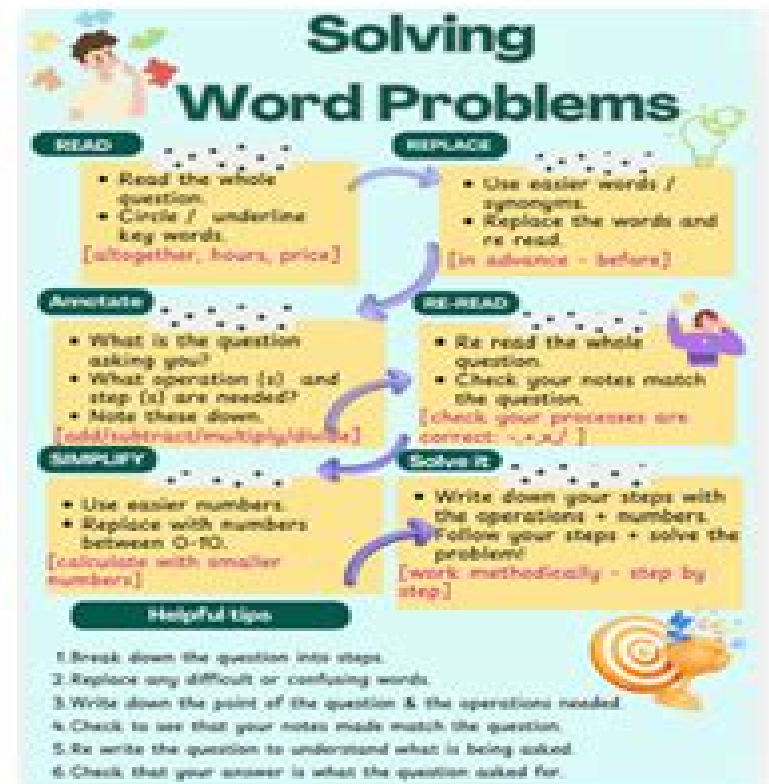 Solving
Word Problems
READ
• Read the whole
question.
• Circle / underline
key words.
[altogether, hours, price]
REPLACE
• Use easier words /
synonyms.
• Replace the words and
re read.
[in advance - before]
Annotate
• What is the question
asking you?
• What operation (s) and
step (s) are needed?
• Note these down.
[add/subtract/multiply/divide]
RE-READ
• Re read the whole
question.
• Check your notes match
the question.
[check your processes are
correct: -,+,x,/ ]
SIMPLIFY
• Use easier numbers.
• Replace with numbers
between 0-10.
[calculate with smaller
numbers]
Solve it
• Write down your steps with
the operations + numbers.
Follow your steps + solve the
problem!
[work methodically - step by
step]
Helpful tips
1. Break down the question into steps.
2. Replace any difficult or confusing words.
3. Write down the point of the question & the operations needed.
4. Check to see that your notes made match the question.
5. Re write the question to understand what is being asked.
6. Check that your answer is what the question asked for.